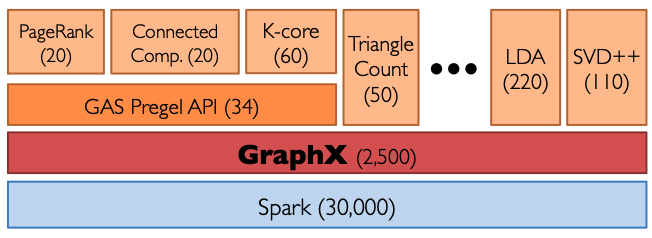 PageRank
(20)
Connected
Comp. (20)
K-core
(60)
Triangle
Count
(50)
•••
LDA
(220)
SVD++
(110)
GAS Pregel API (34)
GraphX (2,500)
Spark (30,000)